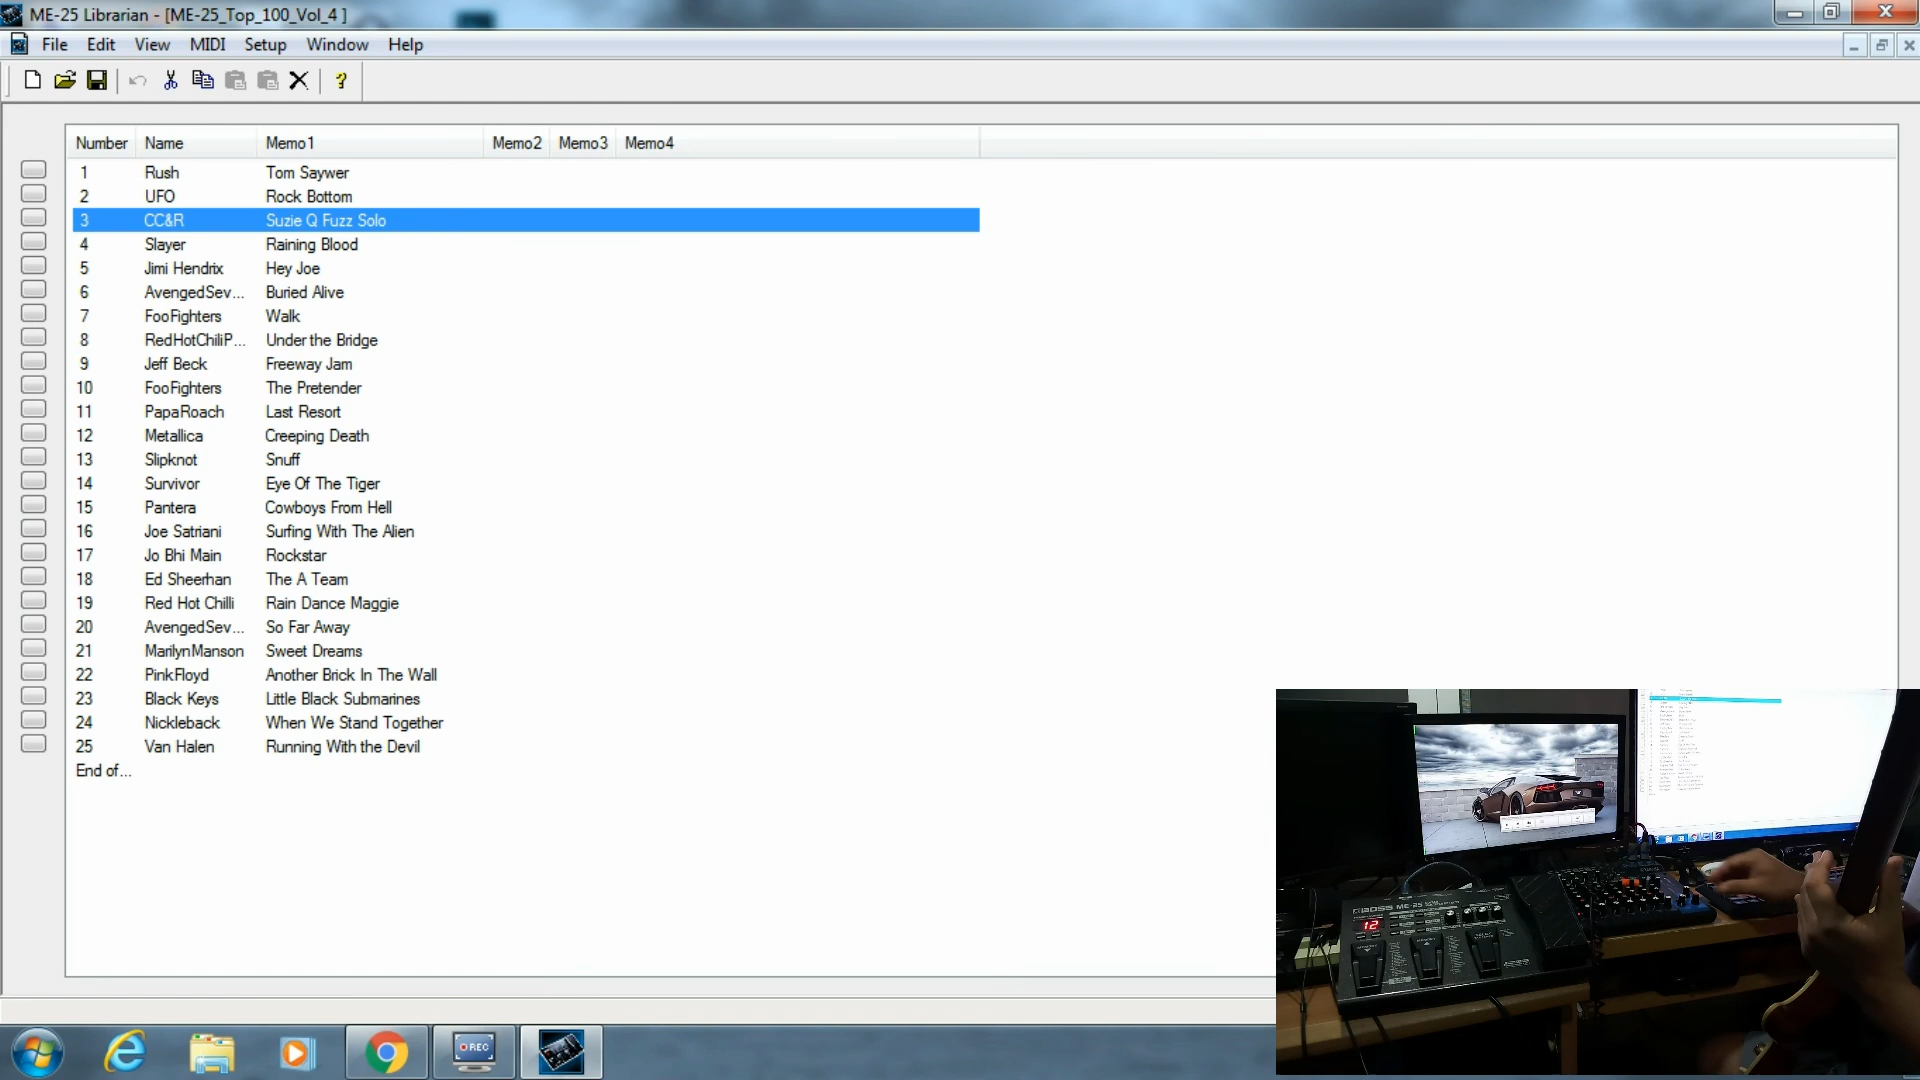 ME-25 Librarian - [ME-25_Top_100_Vol_4 ]
File Edit View MIDI Setup Window Help
Number Name Memo1 Memo2 Memo3 Memo4
1 Rush Tom Saywer
2 UFO Rock Bottom
3 CC&R Suzie Q Fuzz Solo
4 Slayer Raining Blood
5 Jimi Hendrix Hey Joe
6 AvengedSev... Buried Alive
7 FooFighters Walk
8 RedHotChiliP... Under the Bridge
9 Jeff Beck Freeway Jam
10 FooFighters The Pretender
11 PapaRoach Last Resort
12 Metallica Creeping Death
13 Slipknot Snuff
14 Survivor Eye Of The Tiger
15 Pantera Cowboys From Hell
16 Joe Satriani Surfing With The Alien
17 Jo Bhi Main Rockstar
18 Ed Sheerhan The A Team
19 Red Hot Chilli Rain Dance Maggie
20 AvengedSev... So Far Away
21 MarilynManson Sweet Dreams
22 PinkFloyd Another Brick In The Wall
23 Black Keys Little Black Submarines
24 Nickleback When We Stand Together
25 Van Halen Running With the Devil
End of...
BOSS ME-25
12
REC